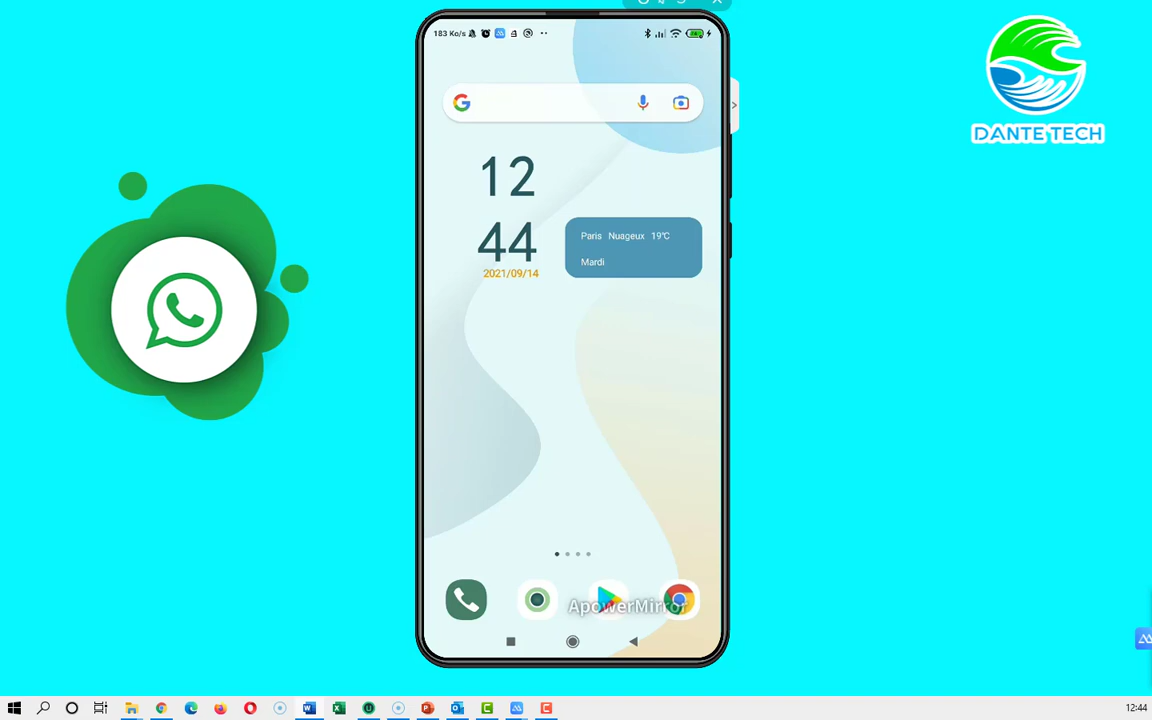 183 Ko/s
12
44
2021/09/14
Paris Nuageux 19°C
Mardi
ApowerMirror
DANTE TECH
12:44